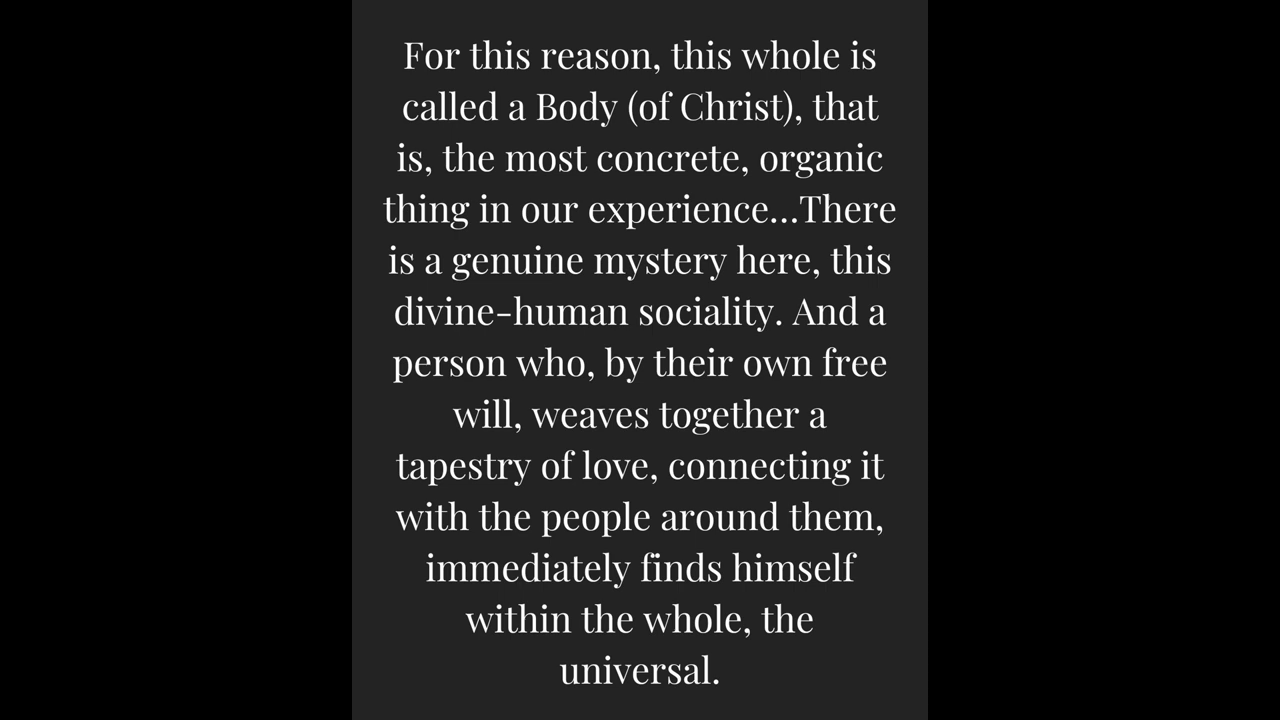 For this reason, this whole is
called a Body (of Christ), that
is, the most concrete, organic
thing in our experience...There
is a genuine mystery here, this
divine-human sociality. And a
person who, by their own free
will, weaves together a
tapestry of love, connecting it
with the people around them,
immediately finds himself
within the whole, the
universal.